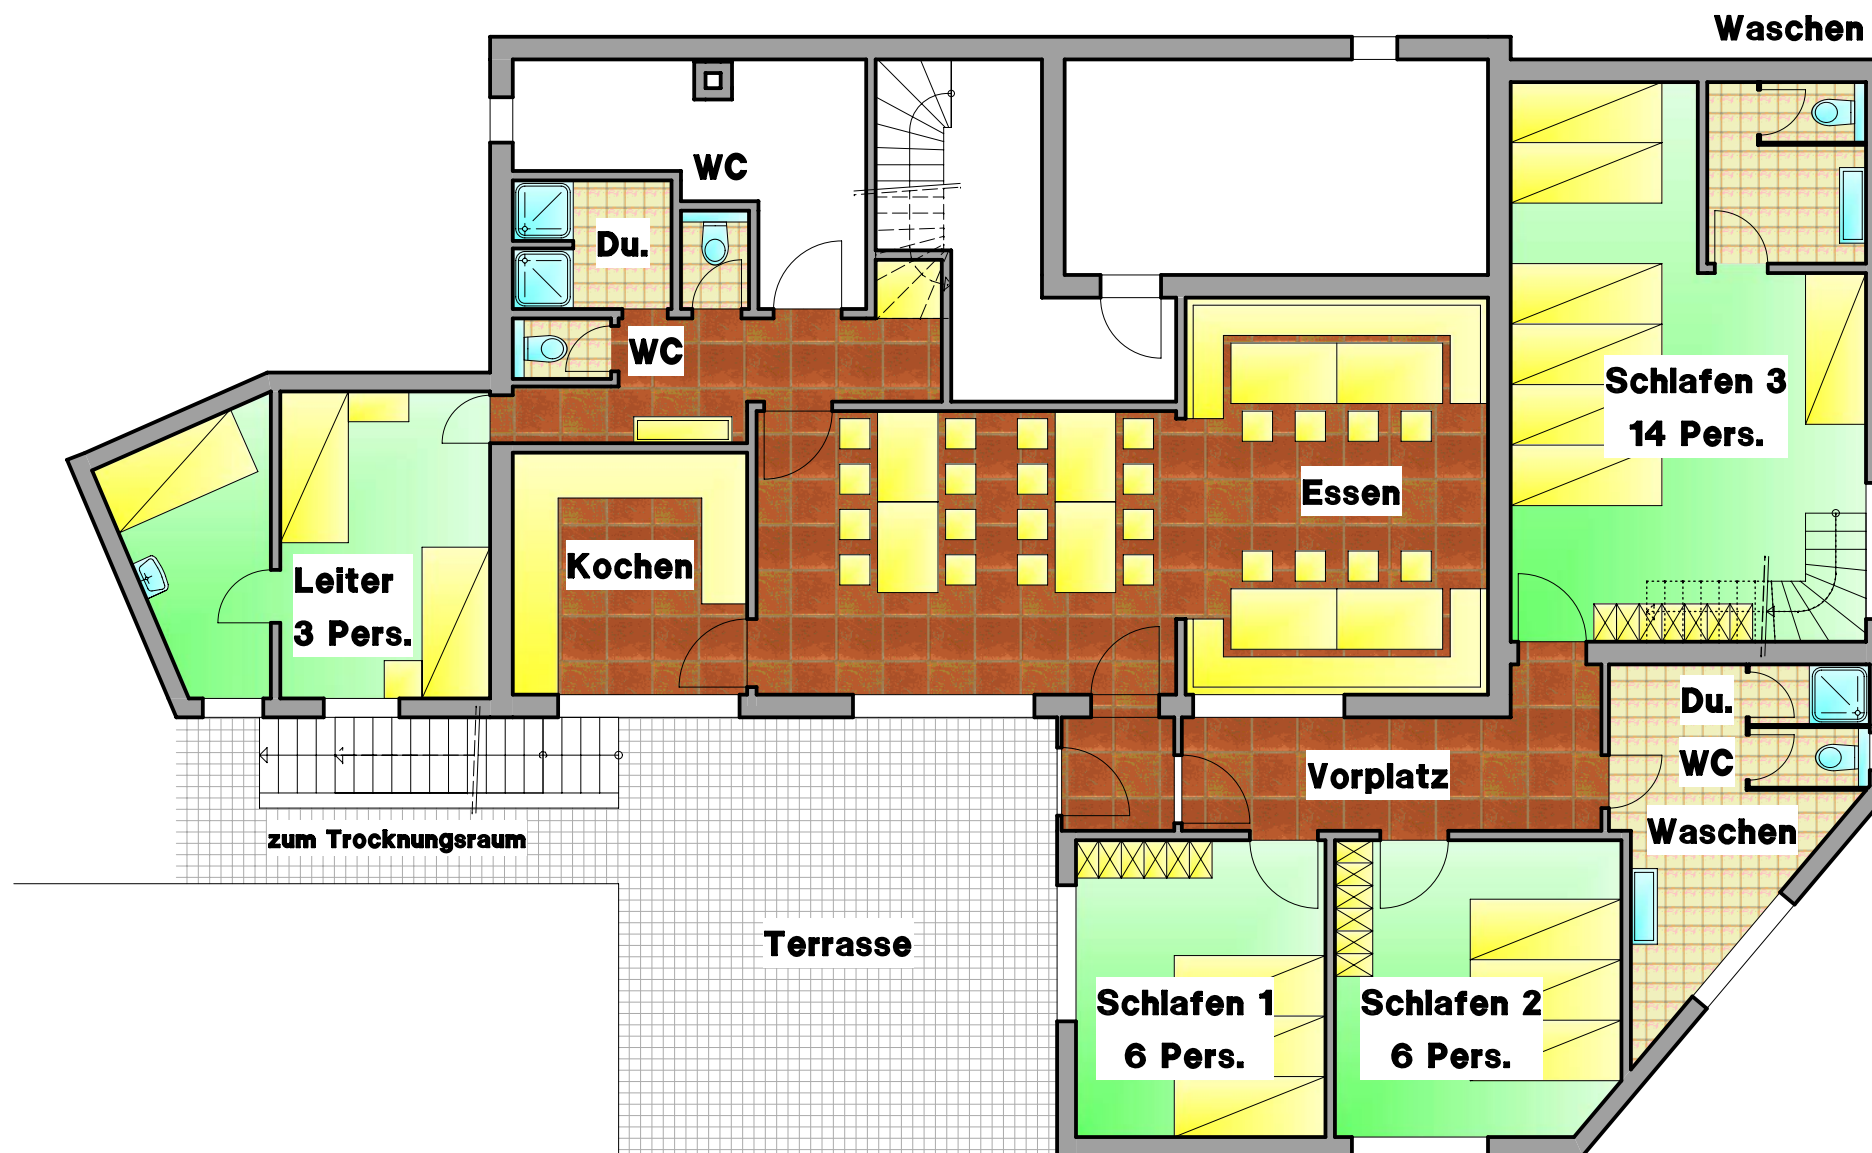 Waschen
WC
Du.
WC
Schlafen 3
14 Pers.
Essen
Kochen
Leiter
3 Pers.
Du.
WC
Vorplatz
Waschen
zum Trocknungsraum
Terrasse
Schlafen 1
6 Pers.
Schlafen 2
6 Pers.